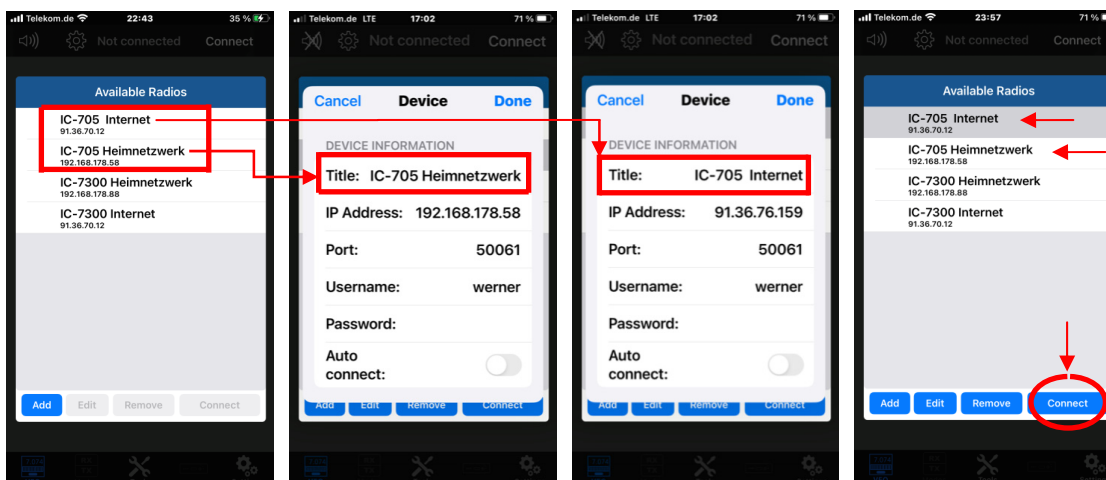 Telekom.de 22:43 35 %
Not connected Connect
Available Radios
IC-705 Internet
91.36.70.12
IC-705 Heimnetzwerk
192.168.178.58
IC-7300 Heimnetzwerk
192.168.178.88
IC-7300 Internet
91.36.70.12
Add Edit Remove Connect
Telekom.de LTE 17:02 71 %
Not connected Connect
Cancel Device Done
DEVICE INFORMATION
Title: IC-705 Heimnetzwerk
IP Address: 192.168.178.58
Port: 50061
Username: werner
Password:
Auto
connect:
Add Edit Remove Connect
Telekom.de LTE 17:02 71 %
Not connected Connect
Cancel Device Done
DEVICE INFORMATION
Title: IC-705 Internet
IP Address: 91.36.76.159
Port: 50061
Username: werner
Password:
Auto
connect:
Add Edit Remove Connect
Telekom.de 23:57 71 %
Not connected Connect
Available Radios
IC-705 Internet
91.36.70.12
IC-705 Heimnetzwerk
192.168.178.58
IC-7300 Heimnetzwerk
192.168.178.88
IC-7300 Internet
91.36.70.12
Add Edit Remove Connect